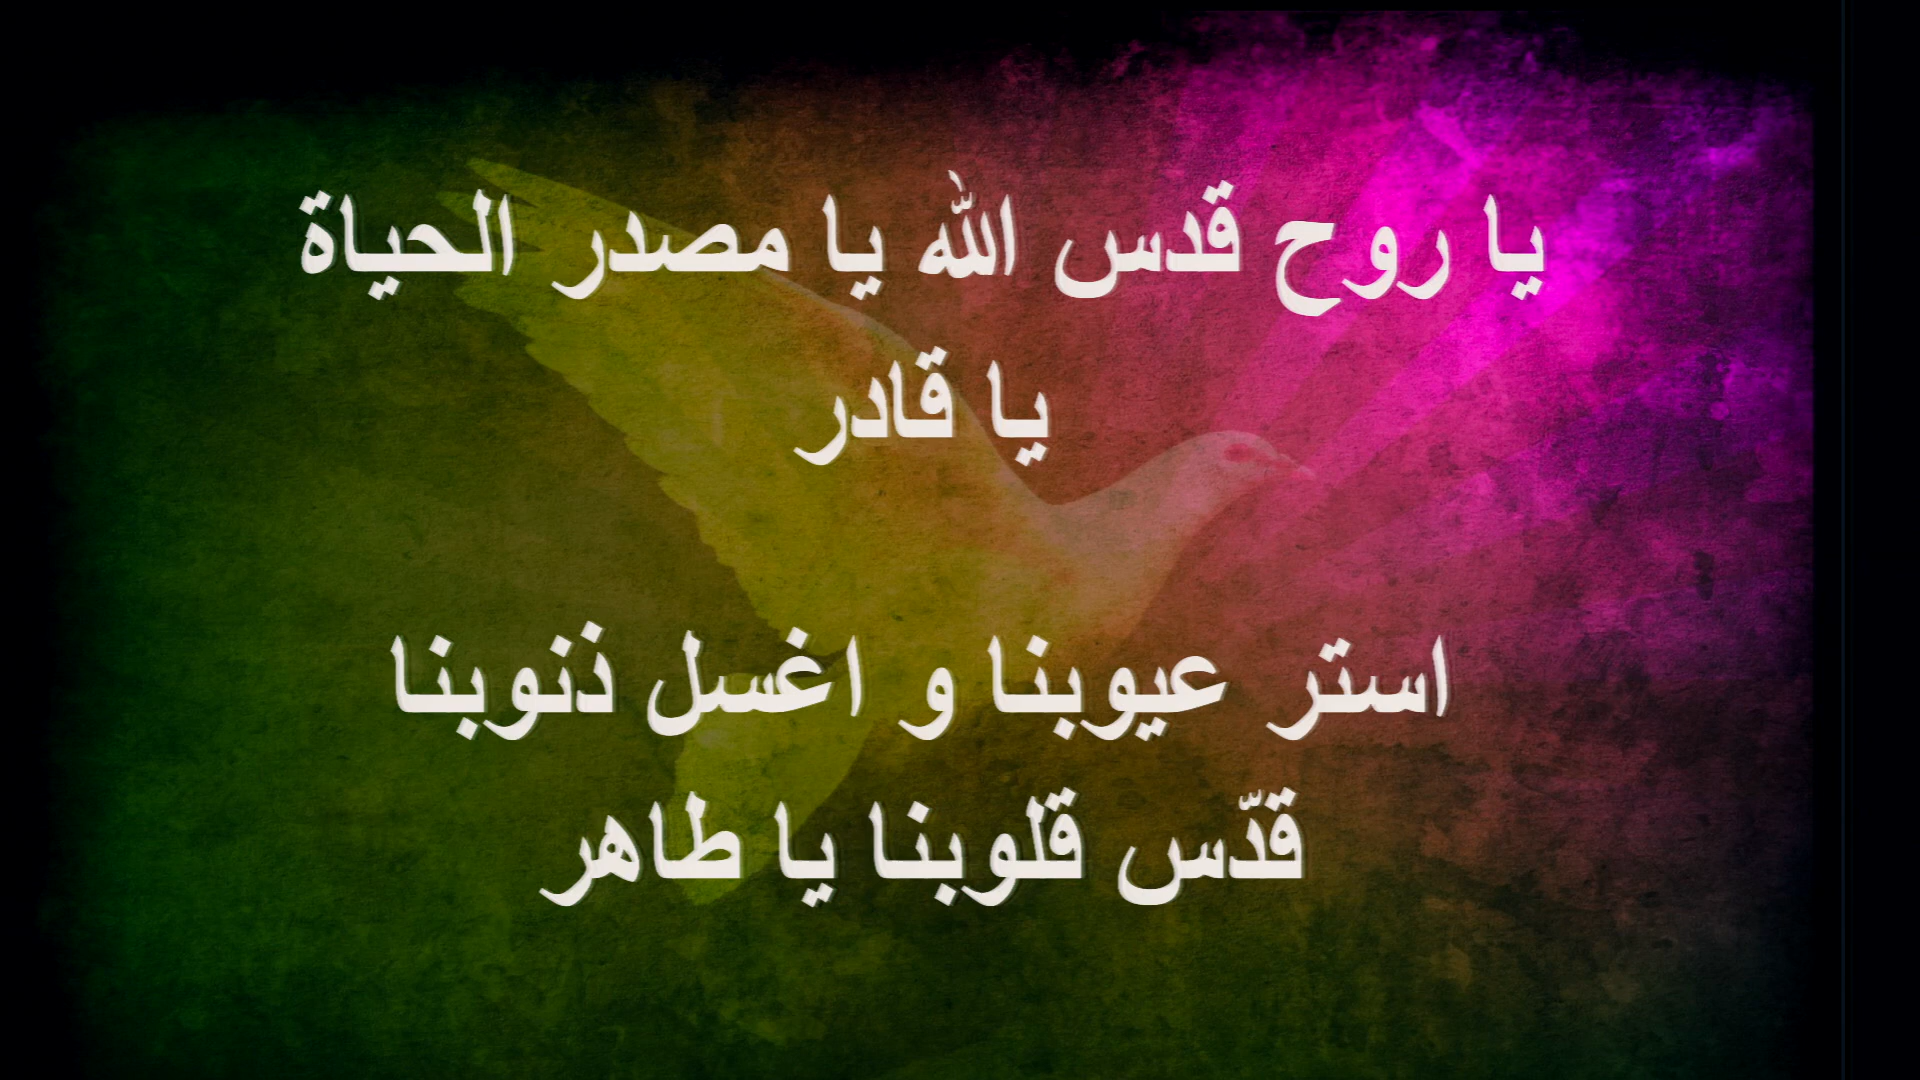 يا روح قدس الله يا مصدر الحياة
يا قادر
استر عيوبنا و اغسل ذنوبنا
قدّس قلوبنا يا طاهر